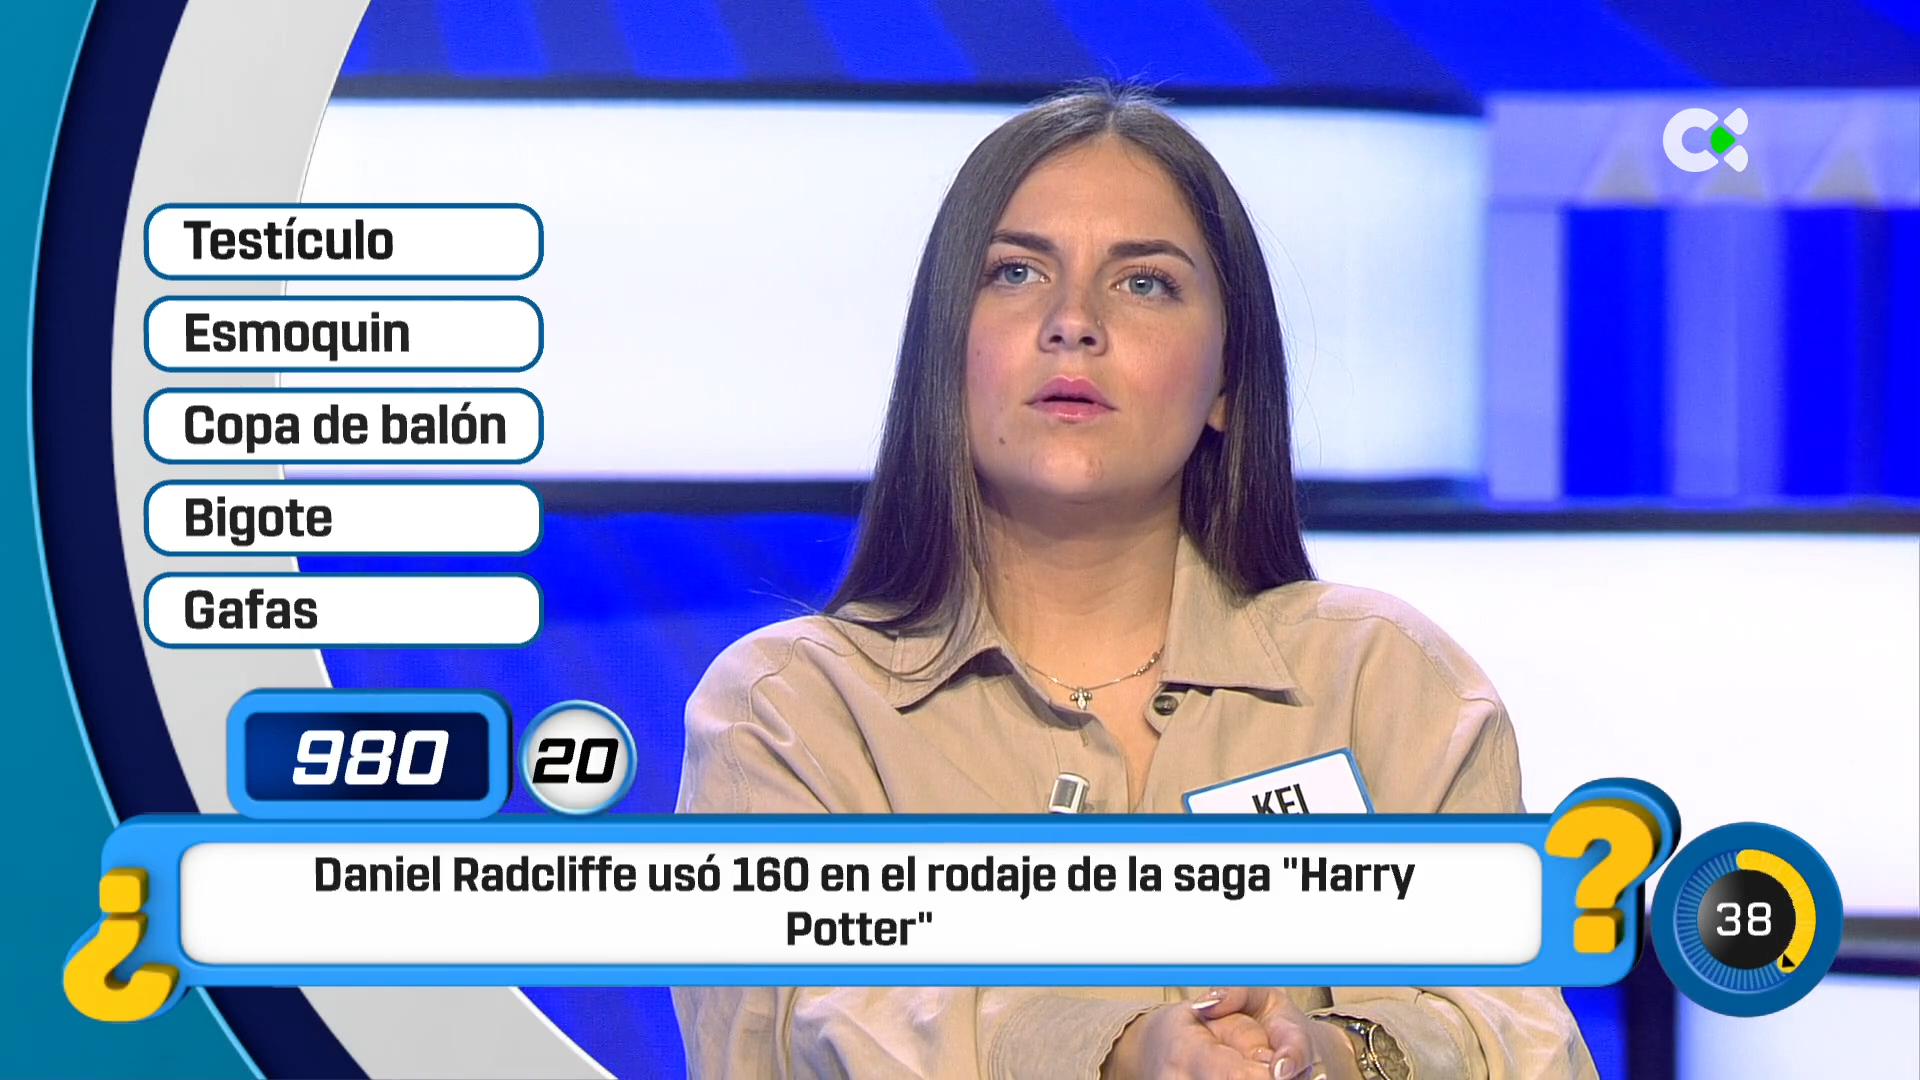 Testículo
Esmoquin
Copa de balón
Bigote
Gafas
980
20
KEL
Daniel Radcliffe usó 160 en el rodaje de la saga "Harry
Potter"
38